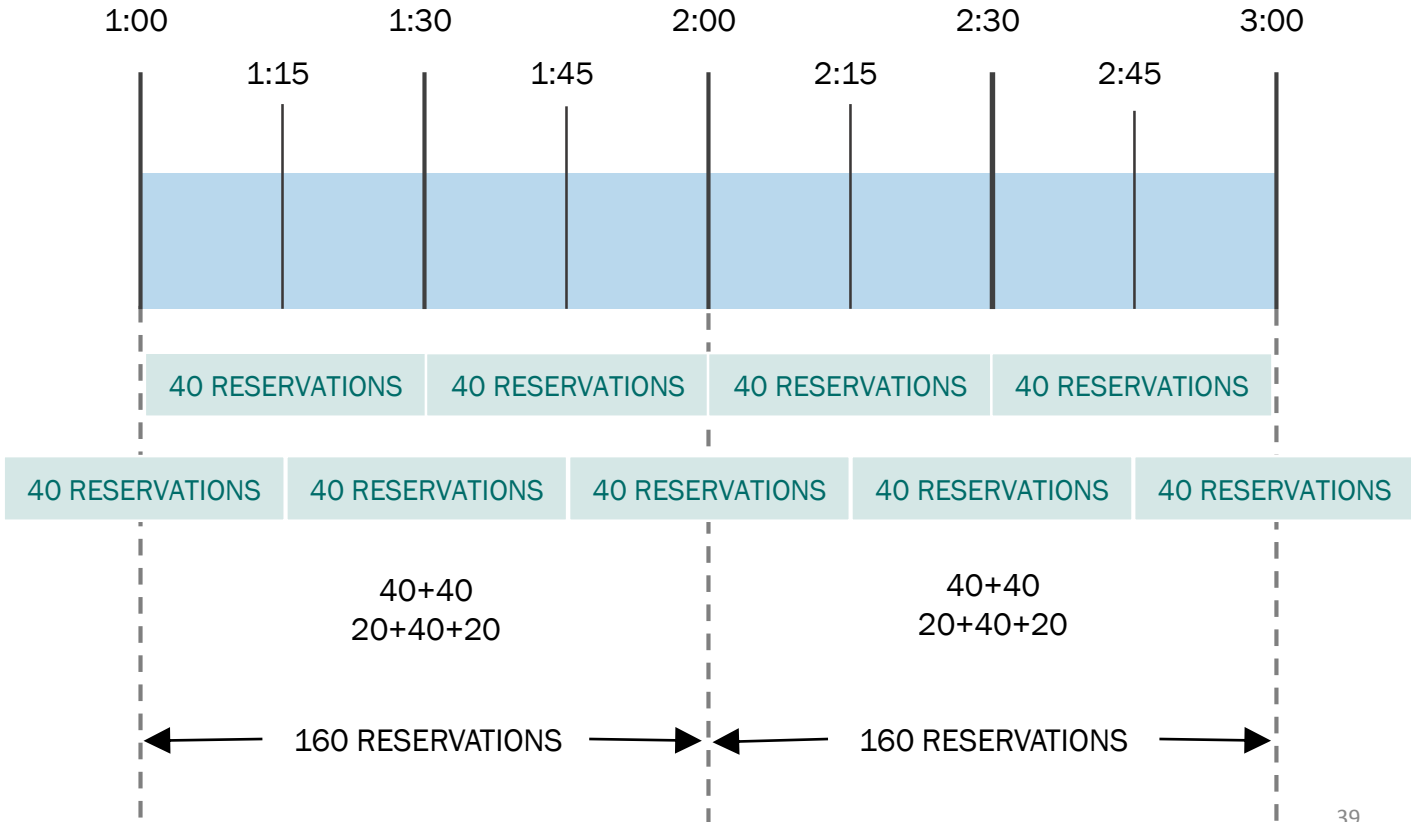 1:00 1:30 2:00 2:30 3:00
1:15 1:45 2:15 2:45
40 RESERVATIONS 40 RESERVATIONS 40 RESERVATIONS 40 RESERVATIONS
40 RESERVATIONS 40 RESERVATIONS 40 RESERVATIONS 40 RESERVATIONS 40 RESERVATIONS
40+40 40+40
20+40+20 20+40+20
160 RESERVATIONS 160 RESERVATIONS
39